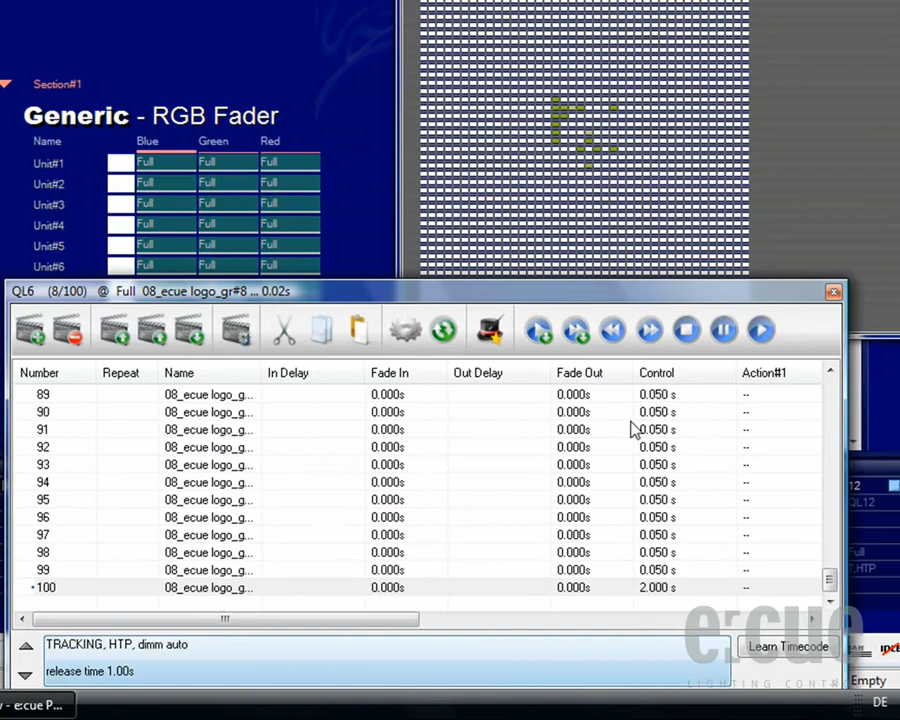 Section#1
Generic - RGB Fader
Name Blue Green Red
Unit#1 Full Full Full
Unit#2 Full Full Full
Unit#3 Full Full Full
Unit#4 Full Full Full
Unit#5 Full Full Full
Unit#6 Full Full Full
QL6 (8/100) @ Full 08_ecue logo_gr#8 ... 0.02s
Number Repeat Name In Delay Fade In Out Delay Fade Out Control Action#1
89 08_ecue logo_g... 0.000s 0.000s 0.050 s --
90 08_ecue logo_g... 0.000s 0.000s 0.050 s --
91 08_ecue logo_g... 0.000s 0.000s 0.050 s --
92 08_ecue logo_g... 0.000s 0.000s 0.050 s --
93 08_ecue logo_g... 0.000s 0.000s 0.050 s --
94 08_ecue logo_g... 0.000s 0.000s 0.050 s --
95 08_ecue logo_g... 0.000s 0.000s 0.050 s --
96 08_ecue logo_g... 0.000s 0.000s 0.050 s --
97 08_ecue logo_g... 0.000s 0.000s 0.050 s --
98 08_ecue logo_g... 0.000s 0.000s 0.050 s --
99 08_ecue logo_g... 0.000s 0.000s 0.050 s --
100 08_ecue logo_g... 0.000s 0.000s 2.000 s --
12
QL12
Full
T,HTP
TRACKING, HTP, dimm auto
Learn Timecode
release time 1.00s
e:cue
LIGHTING CONTR
Empty
- e:cue P...
DE